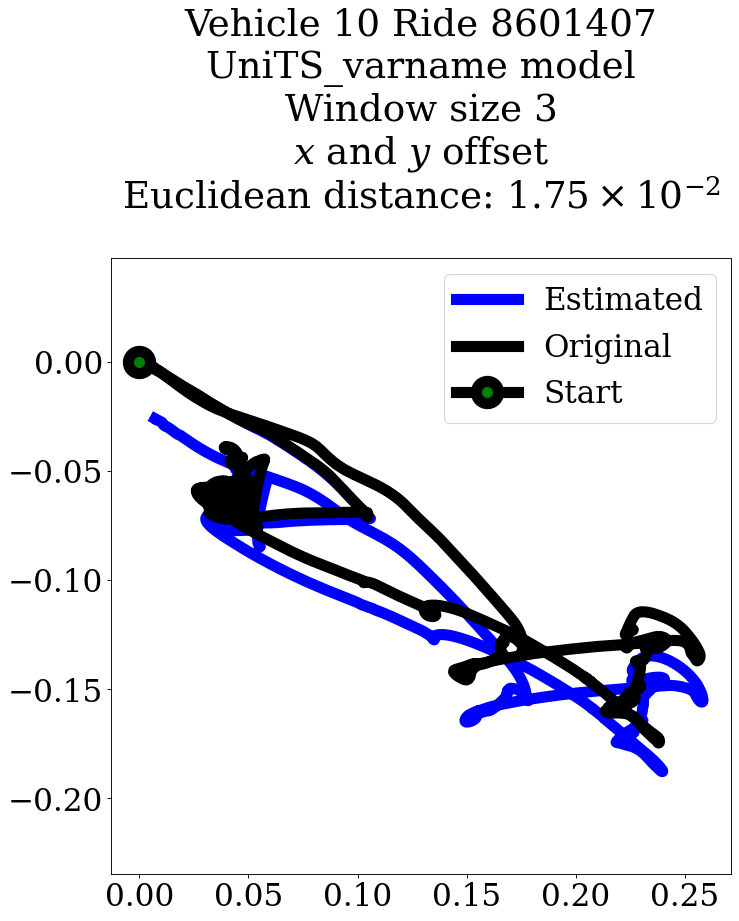 Vehicle 10 Ride 8601407
UniTS_varname model
Window size 3
x and y offset
Euclidean distance: 1.75 × 10⁻²
Estimated
Original
Start
0.00
−0.05
−0.10
−0.15
−0.20
0.00 0.05 0.10 0.15 0.20 0.25